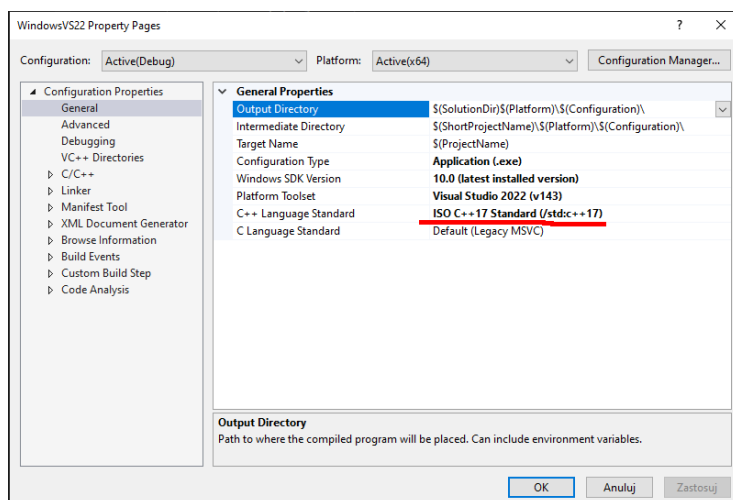 WindowsVS22 Property Pages
? ×
Configuration: Active(Debug) Platform: Active(x64) Configuration Manager...
Configuration Properties
General
Advanced
Debugging
VC++ Directories
C/C++
Linker
Manifest Tool
XML Document Generator
Browse Information
Build Events
Custom Build Step
Code Analysis
General Properties
Output Directory $(SolutionDir)$(Platform)\$(Configuration)\
Intermediate Directory $(ShortProjectName)\$(Platform)\$(Configuration)\
Target Name $(ProjectName)
Configuration Type Application (.exe)
Windows SDK Version 10.0 (latest installed version)
Platform Toolset Visual Studio 2022 (v143)
C++ Language Standard ISO C++17 Standard (/std:c++17)
C Language Standard Default (Legacy MSVC)
Output Directory
Path to where the compiled program will be placed. Can include environment variables.
OK Anuluj Zastosuj